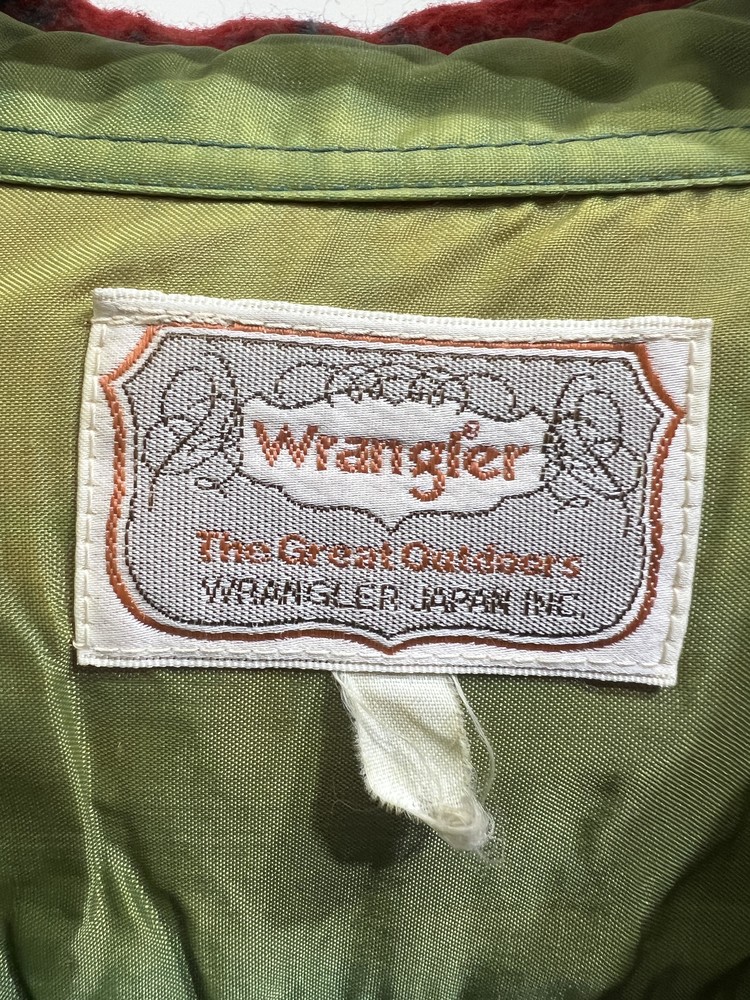 Wrangler®
The Great Outdoors
WRANGLER JAPAN INC.